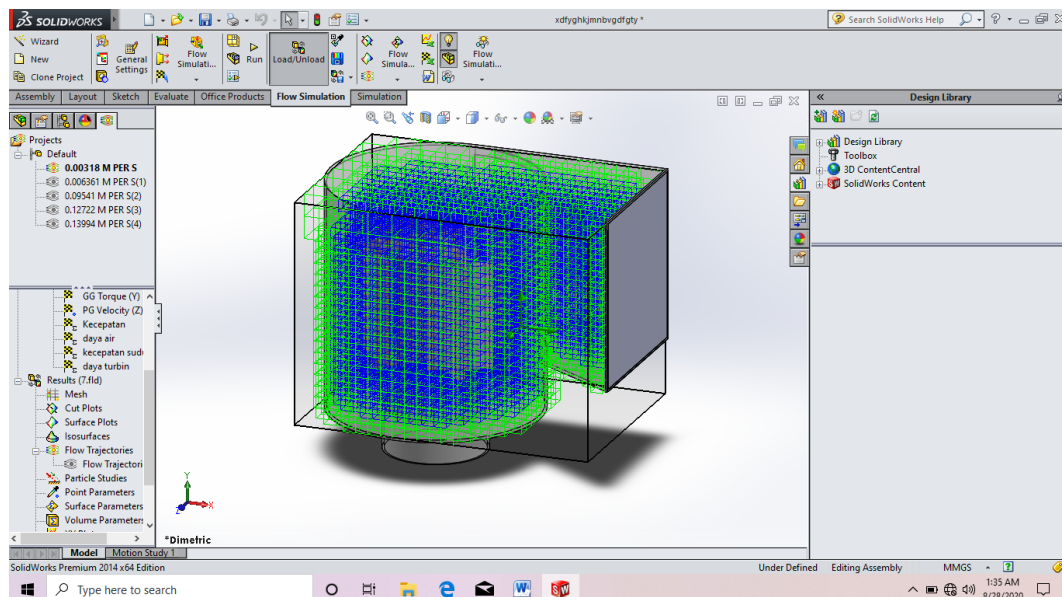 SOLIDWORKS
xdfyghkjmnbvgdfgty *
Search SolidWorks Help
Wizard
New
Clone Project
General Settings
Flow Simulati...
Run
Load/Unload
Flow Simula...
Flow Simulati...
Assembly Layout Sketch Evaluate Office Products Flow Simulation Simulation
Design Library
Projects
Default
0.00318 M PER S
0.006361 M PER S(1)
0.09541 M PER S(2)
0.12722 M PER S(3)
0.13994 M PER S(4)
Design Library
Toolbox
3D ContentCentral
SolidWorks Content
GG Torque (Y)
PG Velocity (Z)
Kecepatan
daya air
kecepatan sudu
daya turbin
Results (7.fld)
Mesh
Cut Plots
Surface Plots
Isosurfaces
Flow Trajectories
Flow Trajectori
Particle Studies
Point Parameters
Surface Parameters
Volume Parameters
Y
X
Z
*Dimetric
Model Motion Study 1
SolidWorks Premium 2014 x64 Edition
Under Defined Editing Assembly MMGS
Type here to search
1:35 AM
8/28/2020